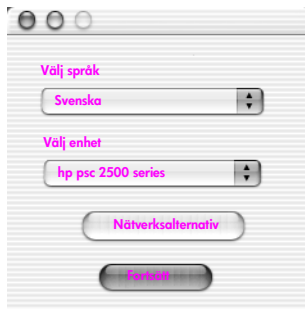 Välj språk
Svenska
Välj enhet
hp psc 2500 series
Nätverksalternativ
Fortsätt